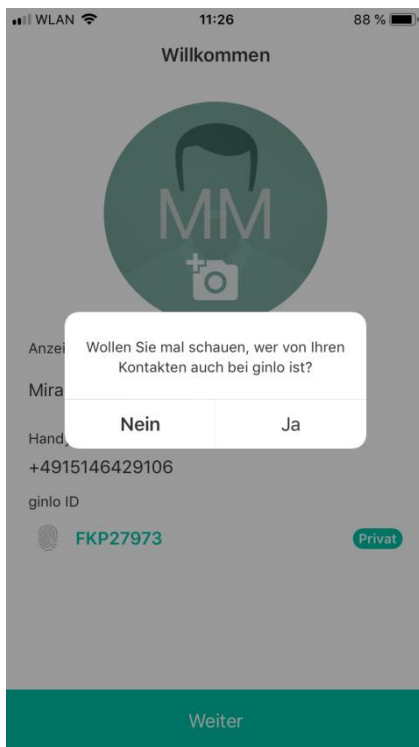 WLAN 11:26 88 %
Willkommen
MM
Wollen Sie mal schauen, wer von Ihren
Kontakten auch bei ginlo ist?
Nein Ja
Anzei
Mira
Hand
+4915146429106
ginlo ID
FKP27973 Privat
Weiter